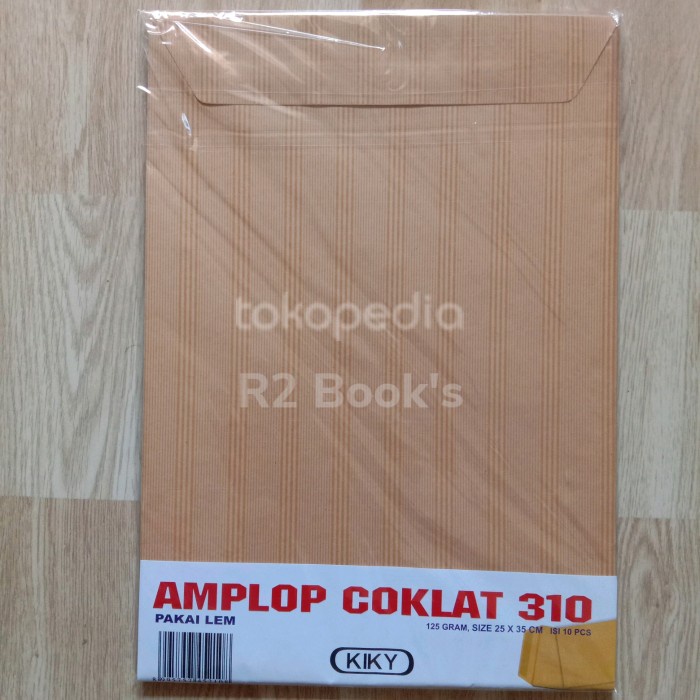 tokopedia
R2 Book's
AMPLOP COKLAT 310
PAKAI LEM
125 GRAM, SIZE 25 X 35 CM ISI 10 PCS
KIKY